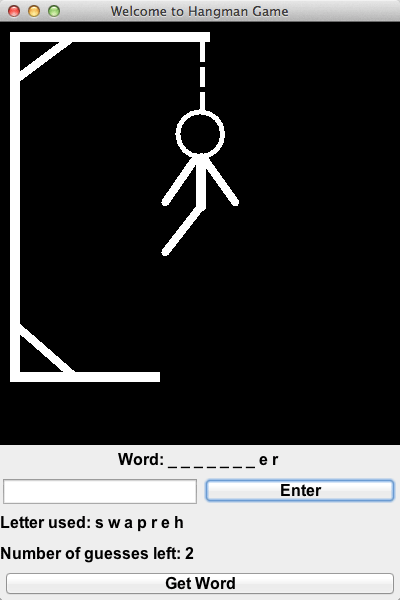 Welcome to Hangman Game
Word: _ _ _ _ _ _ _ e r
Enter
Letter used: s w a p r e h
Number of guesses left: 2
Get Word